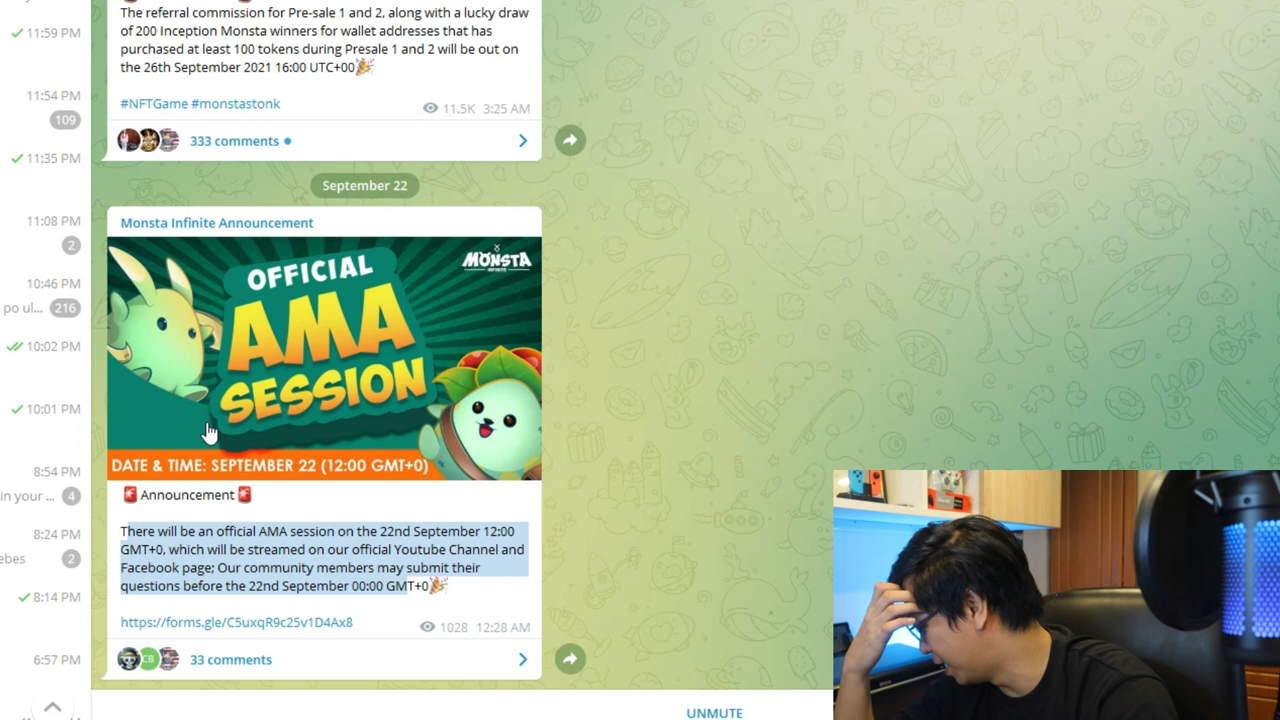 The referral commission for Pre-sale 1 and 2, along with a lucky draw
of 200 Inception Monsta winners for wallet addresses that has
purchased at least 100 tokens during Presale 1 and 2 will be out on
the 26th September 2021 16:00 UTC+00🎉
#NFTGame #monstastonk
11.5K 3:25 AM
333 comments
September 22
Monsta Infinite Announcement
MONSTA
INFINITE
OFFICIAL
AMA
SESSION
DATE & TIME: SEPTEMBER 22 (12:00 GMT+0)
🚨 Announcement 🚨
There will be an official AMA session on the 22nd September 12:00
GMT+0, which will be streamed on our official Youtube Channel and
Facebook page; Our community members may submit their
questions before the 22nd September 00:00 GMT+0🎉
https://forms.gle/C5uxqR9c25v1D4Ax8
1028 12:28 AM
CB
33 comments
UNMUTE
11:59 PM
11:54 PM
109
11:35 PM
11:08 PM
2
10:46 PM
po ul... 216
10:02 PM
10:01 PM
8:54 PM
in your ... 4
8:24 PM
ebes 2
8:14 PM
6:57 PM